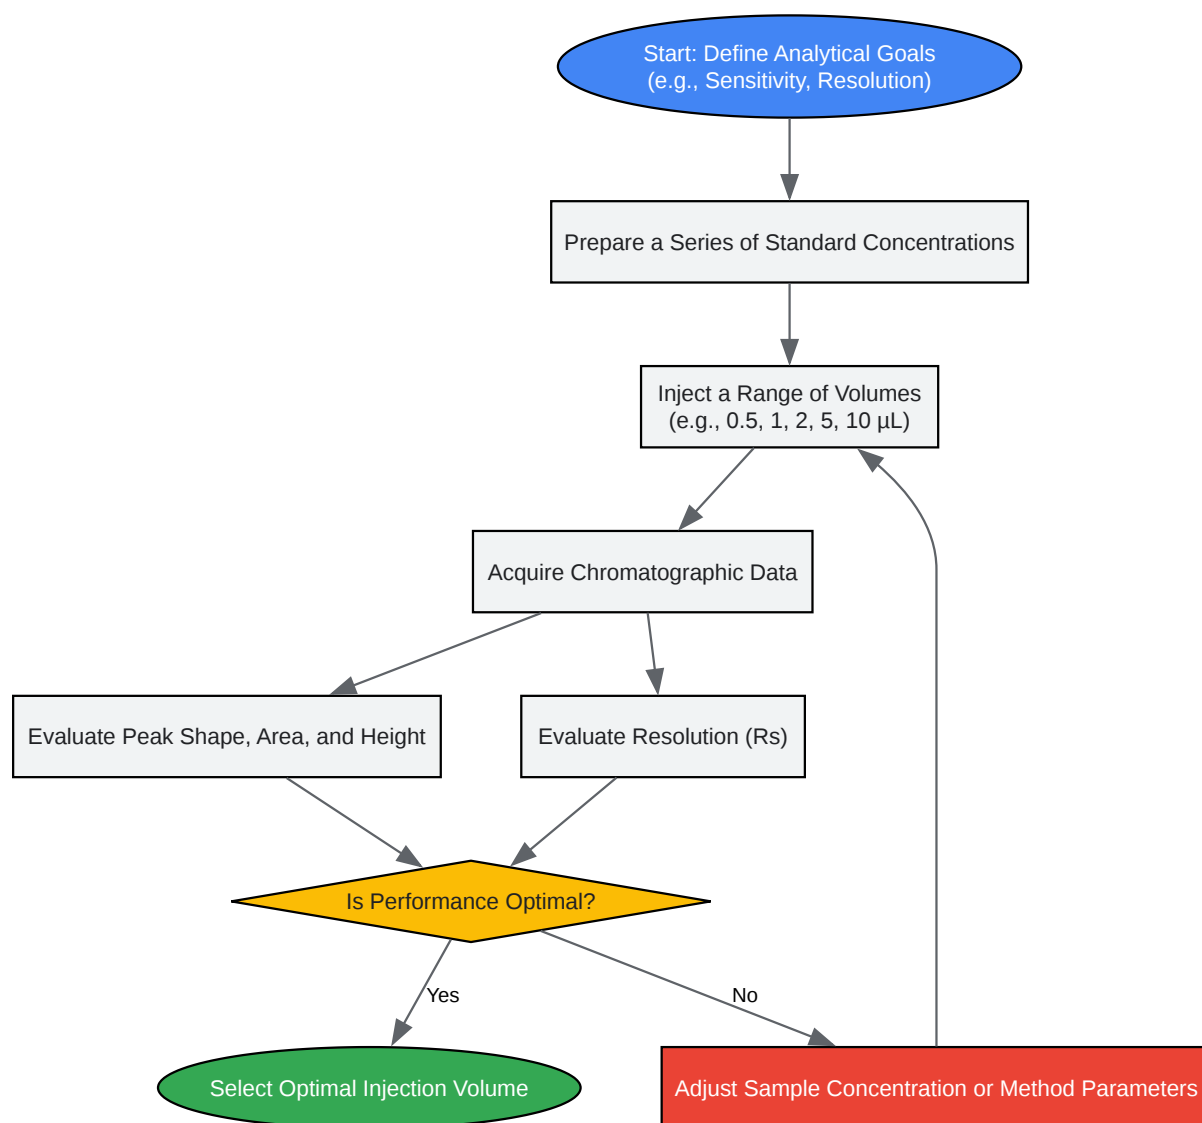 Start: Define Analytical Goals
(e.g., Sensitivity, Resolution)
Prepare a Series of Standard Concentrations
Inject a Range of Volumes
(e.g., 0.5, 1, 2, 5, 10 µL)
Acquire Chromatographic Data
Evaluate Peak Shape, Area, and Height
Evaluate Resolution (Rs)
Is Performance Optimal?
Yes
No
Select Optimal Injection Volume
Adjust Sample Concentration or Method Parameters